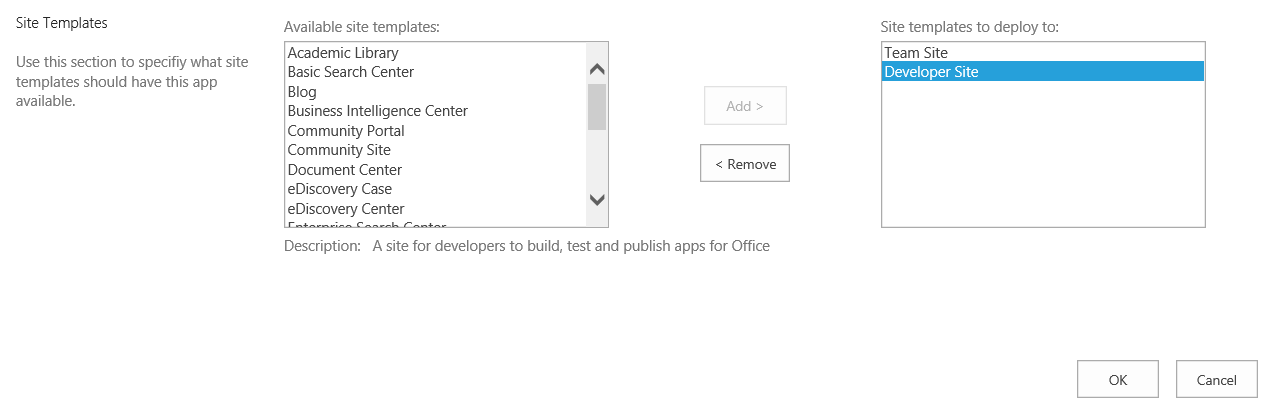 Site Templates
Use this section to specifiy what site
templates should have this app
available.
Available site templates:
Academic Library
Basic Search Center
Blog
Business Intelligence Center
Community Portal
Community Site
Document Center
eDiscovery Case
eDiscovery Center
Enterprise Search Center
Description: A site for developers to build, test and publish apps for Office
Add >
< Remove
Site templates to deploy to:
Team Site
Developer Site
OK
Cancel